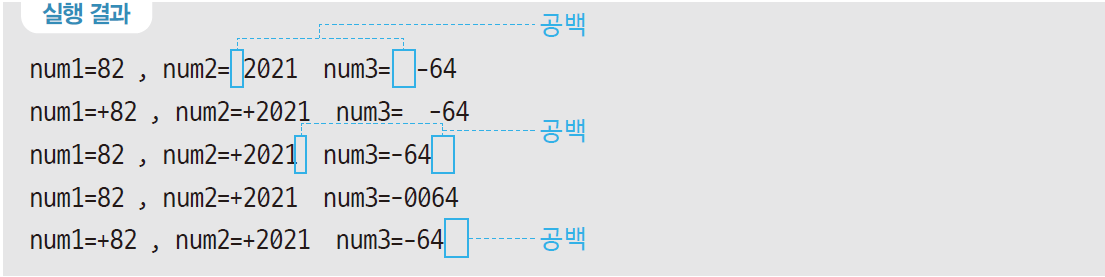 실행 결과
공백
num1=82 , num2= 2021  num3=  -64
num1=+82 , num2=+2021  num3=  -64
공백
num1=82 , num2=+2021  num3=-64
num1=82 , num2=+2021  num3=-0064
num1=+82 , num2=+2021  num3=-64
공백